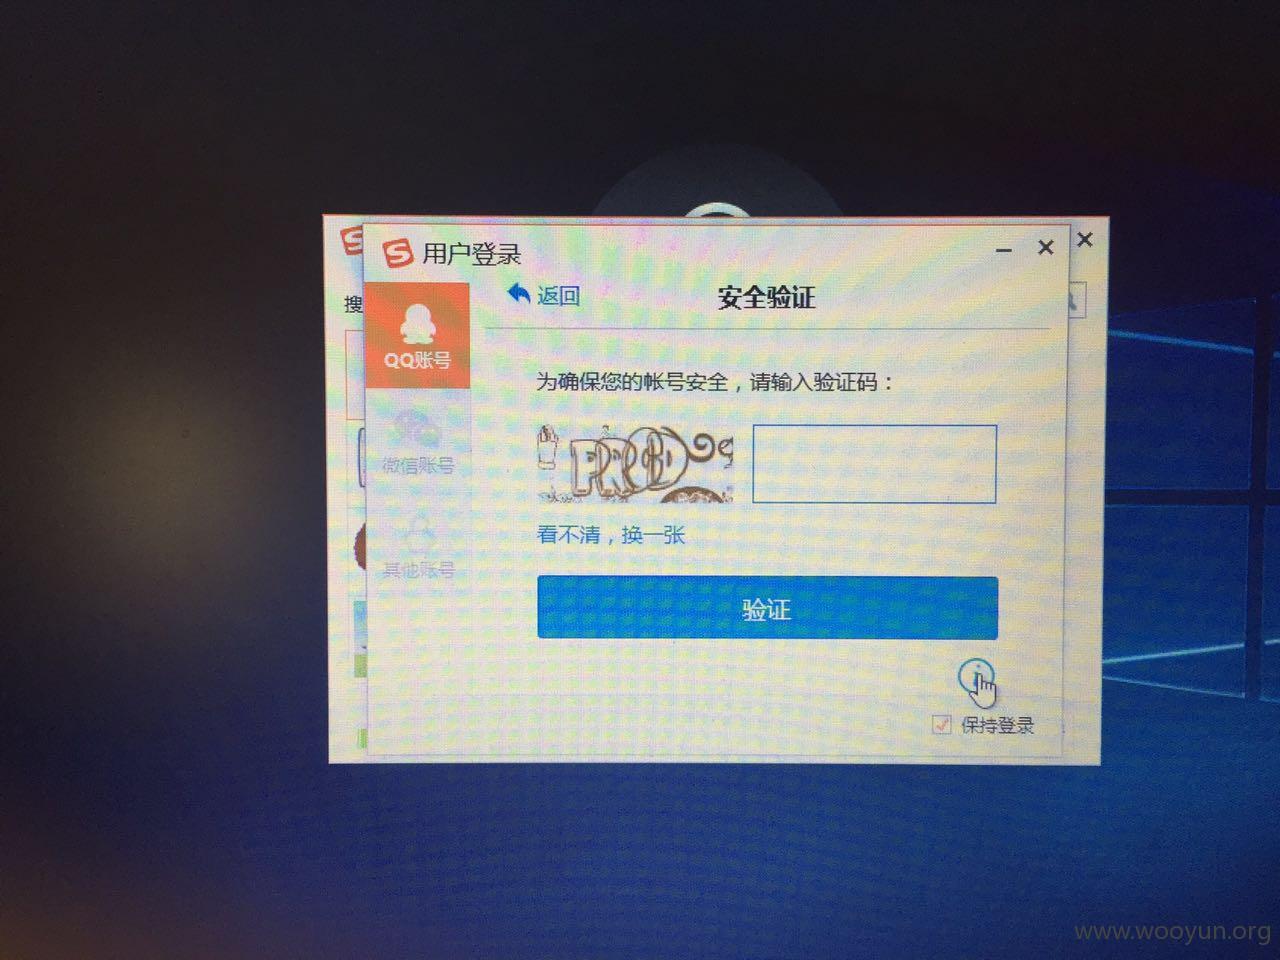 用户登录
搜
返回
安全验证
QQ账号
为确保您的帐号安全，请输入验证码：
微信账号
看不清，换一张
其他账号
验证
保持登录
www.wooyun.org